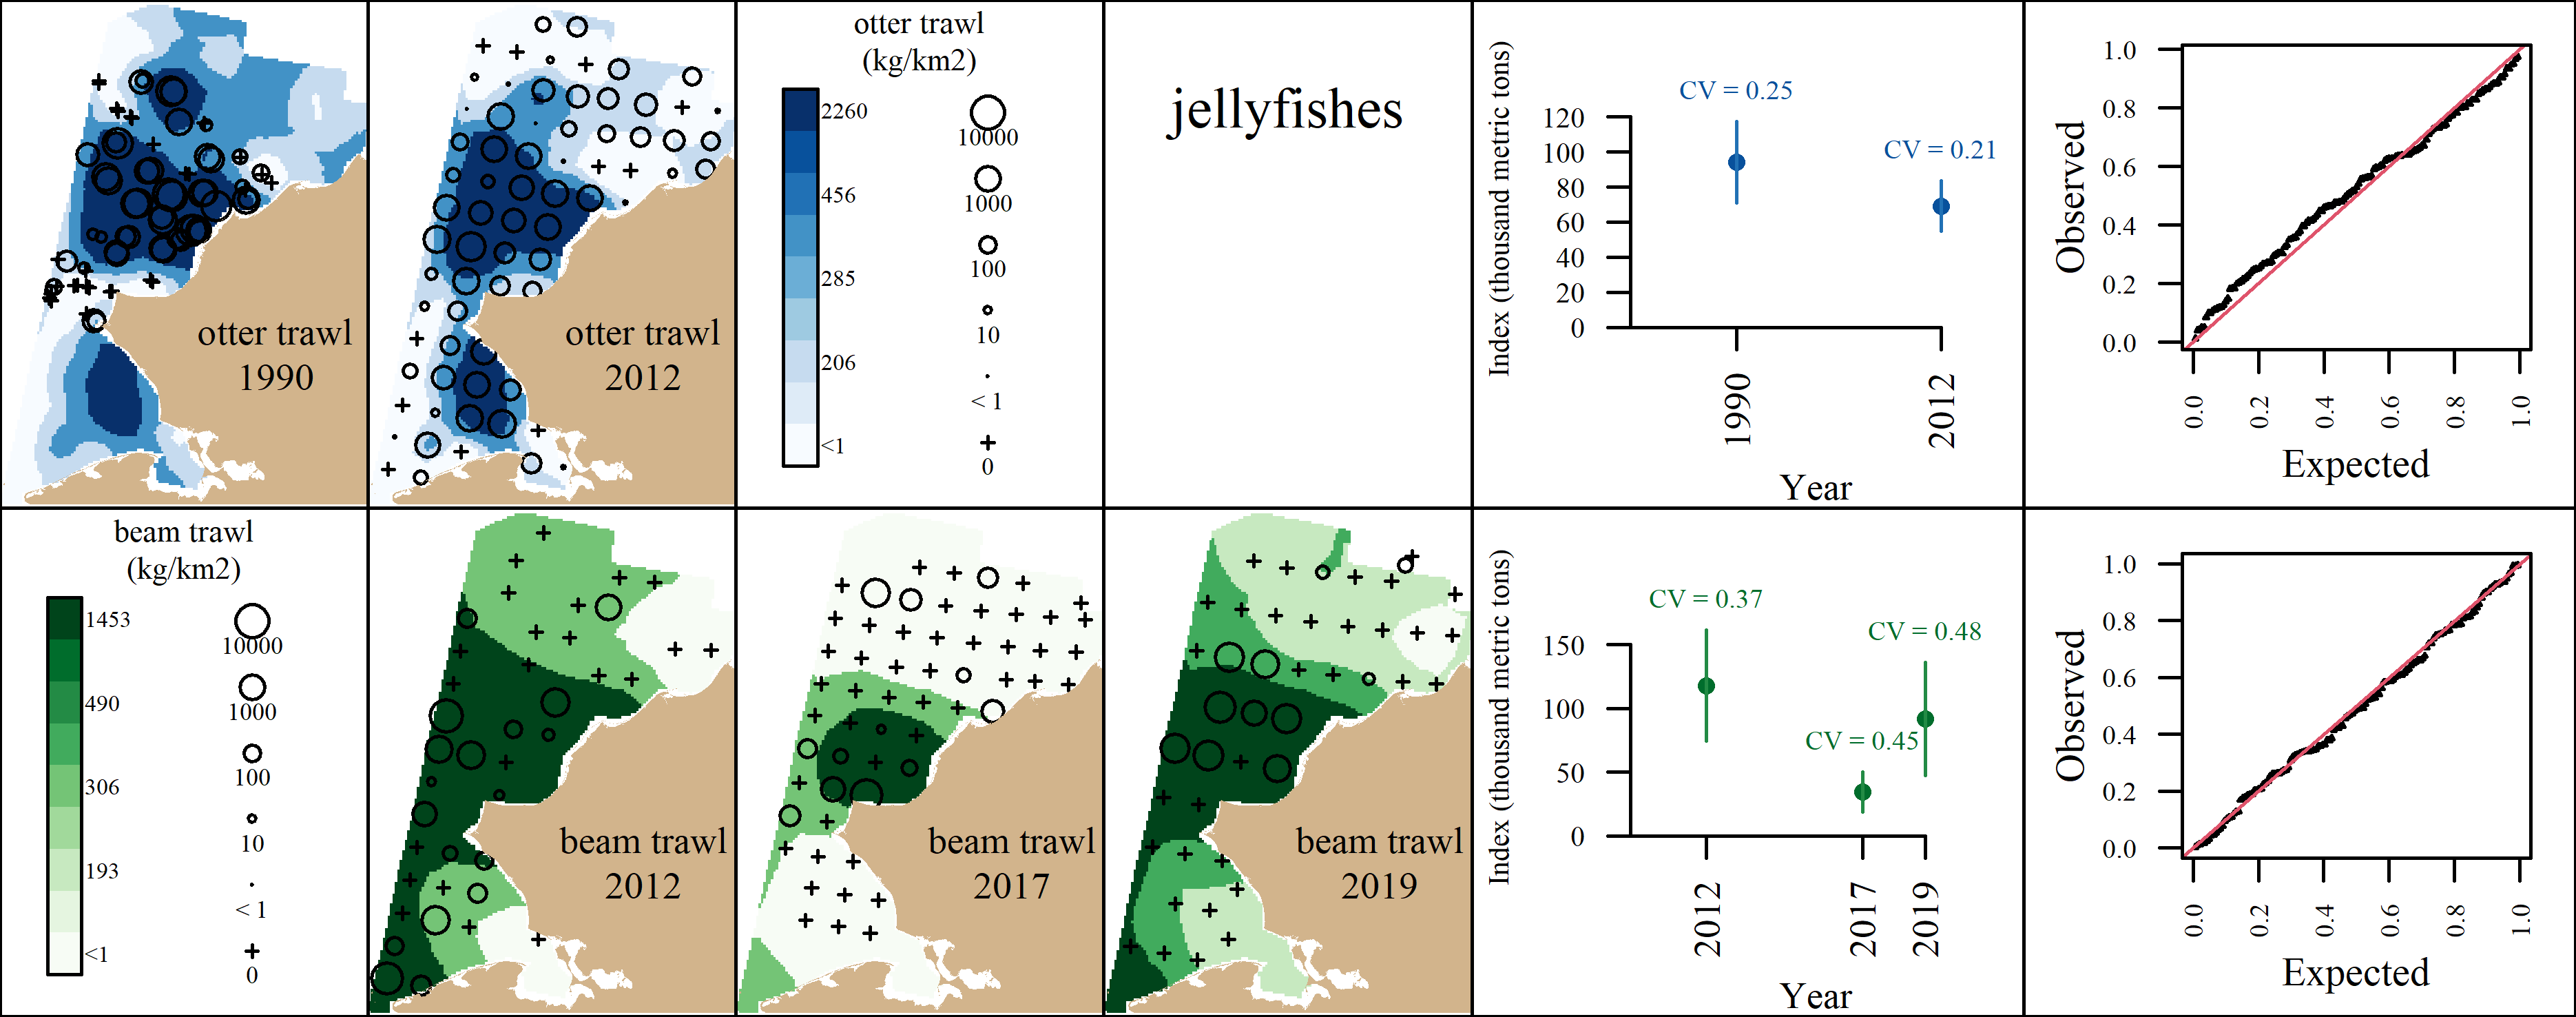 otter trawl
1990
otter trawl
2012
otter trawl
(kg/km2)
2260
456
285
206
<1
10000
1000
100
10
< 1
0
jellyfishes
Index (thousand metric tons)
120
100
80
60
40
20
0
CV = 0.25
CV = 0.21
1990
2012
Year
Observed
1.0
0.8
0.6
0.4
0.2
0.0
0.0
0.2
0.4
0.6
0.8
1.0
Expected
beam trawl
(kg/km2)
1453
490
306
193
<1
10000
1000
100
10
< 1
0
beam trawl
2012
beam trawl
2017
beam trawl
2019
Index (thousand metric tons)
150
100
50
0
CV = 0.37
CV = 0.45
CV = 0.48
2012
2017
2019
Year
Observed
1.0
0.8
0.6
0.4
0.2
0.0
0.0
0.2
0.4
0.6
0.8
1.0
Expected